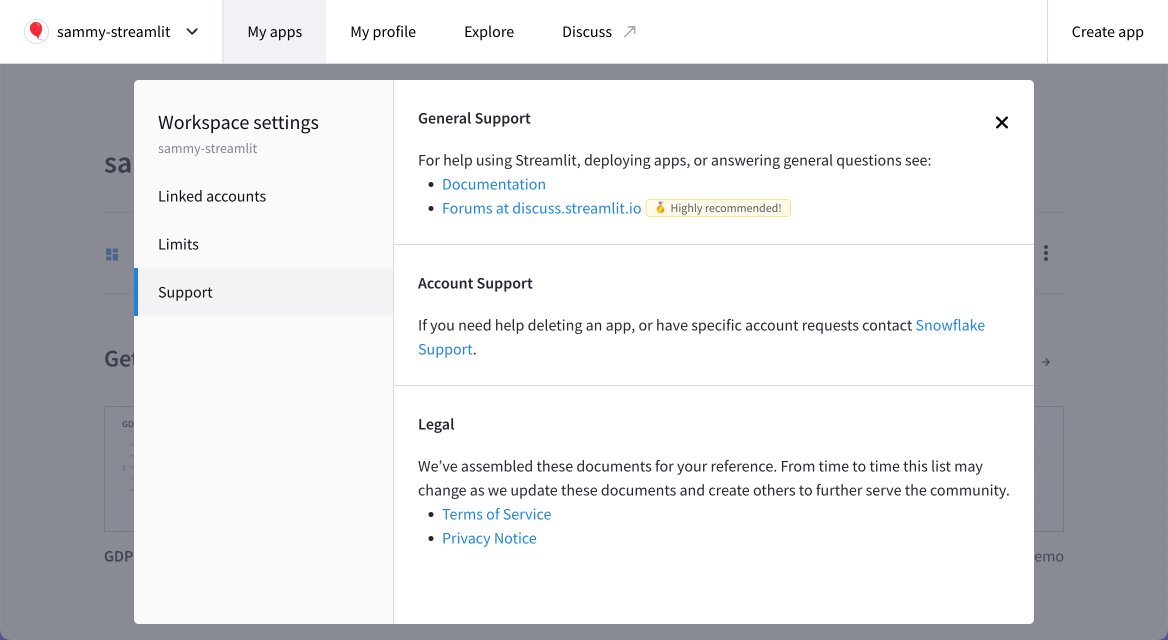 sammy-streamlit
My apps
My profile
Explore
Discuss
Create app
Workspace settings
sammy-streamlit
Linked accounts
Limits
Support
General Support
For help using Streamlit, deploying apps, or answering general questions see:
Documentation
Forums at discuss.streamlit.io Highly recommended!
Account Support
If you need help deleting an app, or have specific account requests contact Snowflake
Support.
Legal
We’ve assembled these documents for your reference. From time to time this list may
change as we update these documents and create others to further serve the community.
Terms of Service
Privacy Notice
sa
Get
GDP
GDP
emo